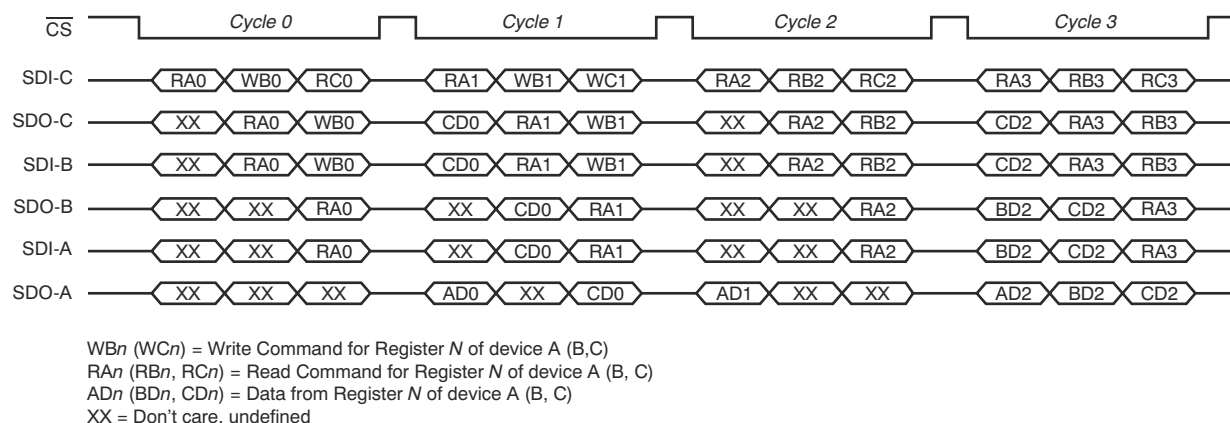 CS Cycle 0 Cycle 1 Cycle 2 Cycle 3
SDI-C RA0 WB0 RC0 RA1 WB1 WC1 RA2 RB2 RC2 RA3 RB3 RC3
SDO-C XX RA0 WB0 CD0 RA1 WB1 XX RA2 RB2 CD2 RA3 RB3
SDI-B XX RA0 WB0 CD0 RA1 WB1 XX RA2 RB2 CD2 RA3 RB3
SDO-B XX XX RA0 XX CD0 RA1 XX XX RA2 BD2 CD2 RA3
SDI-A XX XX RA0 XX CD0 RA1 XX XX RA2 BD2 CD2 RA3
SDO-A XX XX XX AD0 XX CD0 AD1 XX XX AD2 BD2 CD2
WBn (WCn) = Write Command for Register N of device A (B,C)
RAn (RBn, RCn) = Read Command for Register N of device A (B, C)
ADn (BDn, CDn) = Data from Register N of device A (B, C)
XX = Don't care, undefined